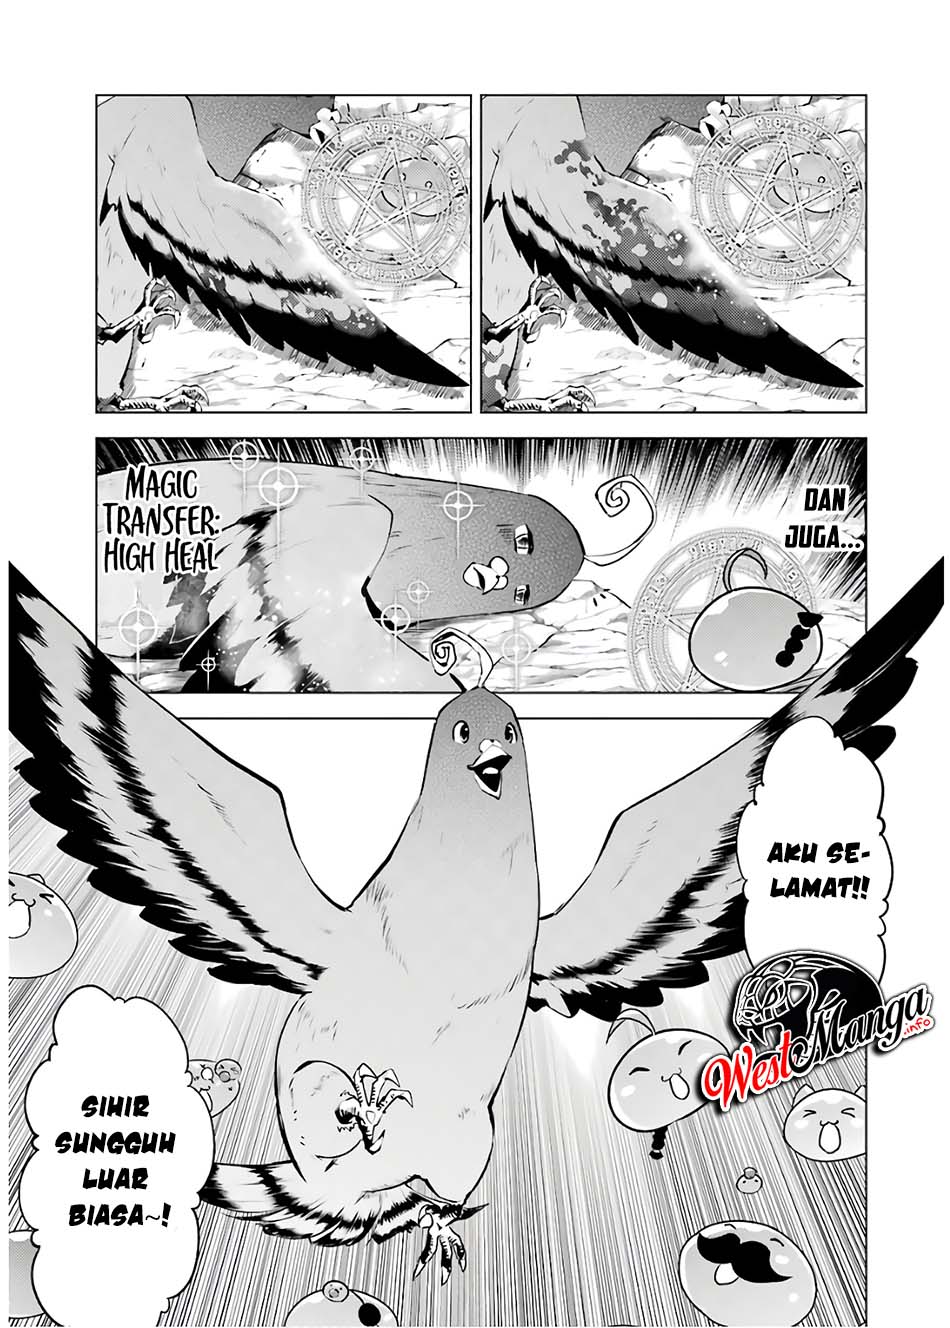 DAN
JUGA...
MAGIC
TRANSFER:
HIGH HEAL
AKU SE-
LAMAT!!
SIHIR
SUNGGUH
LUAR
BIASA~!
WestManga
.info